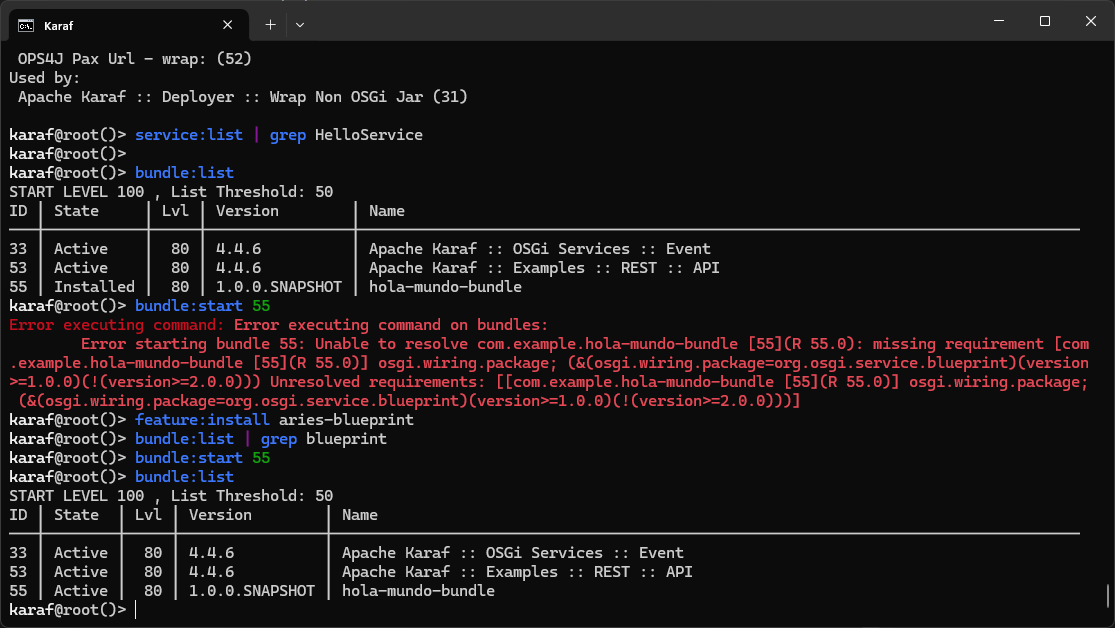 Karaf
OPS4J Pax Url - wrap: (52)
Used by:
Apache Karaf :: Deployer :: Wrap Non OSGi Jar (31)
karaf@root()> service:list | grep HelloService
karaf@root()>
karaf@root()> bundle:list
START LEVEL 100 , List Threshold: 50
ID │ State │ Lvl │ Version │ Name
33 │ Active │ 80 │ 4.4.6 │ Apache Karaf :: OSGi Services :: Event
53 │ Active │ 80 │ 4.4.6 │ Apache Karaf :: Examples :: REST :: API
55 │ Installed │ 80 │ 1.0.0.SNAPSHOT │ hola-mundo-bundle
karaf@root()> bundle:start 55
Error executing command: Error executing command on bundles:
Error starting bundle 55: Unable to resolve com.example.hola-mundo-bundle [55](R 55.0): missing requirement [com
.example.hola-mundo-bundle [55](R 55.0)] osgi.wiring.package; (&(osgi.wiring.package=org.osgi.service.blueprint)(version
>=1.0.0)(!(version>=2.0.0))) Unresolved requirements: [[com.example.hola-mundo-bundle [55](R 55.0)] osgi.wiring.package;
(&(osgi.wiring.package=org.osgi.service.blueprint)(version>=1.0.0)(!(version>=2.0.0)))]
karaf@root()> feature:install aries-blueprint
karaf@root()> bundle:list | grep blueprint
karaf@root()> bundle:start 55
karaf@root()> bundle:list
START LEVEL 100 , List Threshold: 50
ID │ State │ Lvl │ Version │ Name
33 │ Active │ 80 │ 4.4.6 │ Apache Karaf :: OSGi Services :: Event
53 │ Active │ 80 │ 4.4.6 │ Apache Karaf :: Examples :: REST :: API
55 │ Active │ 80 │ 1.0.0.SNAPSHOT │ hola-mundo-bundle
karaf@root()>